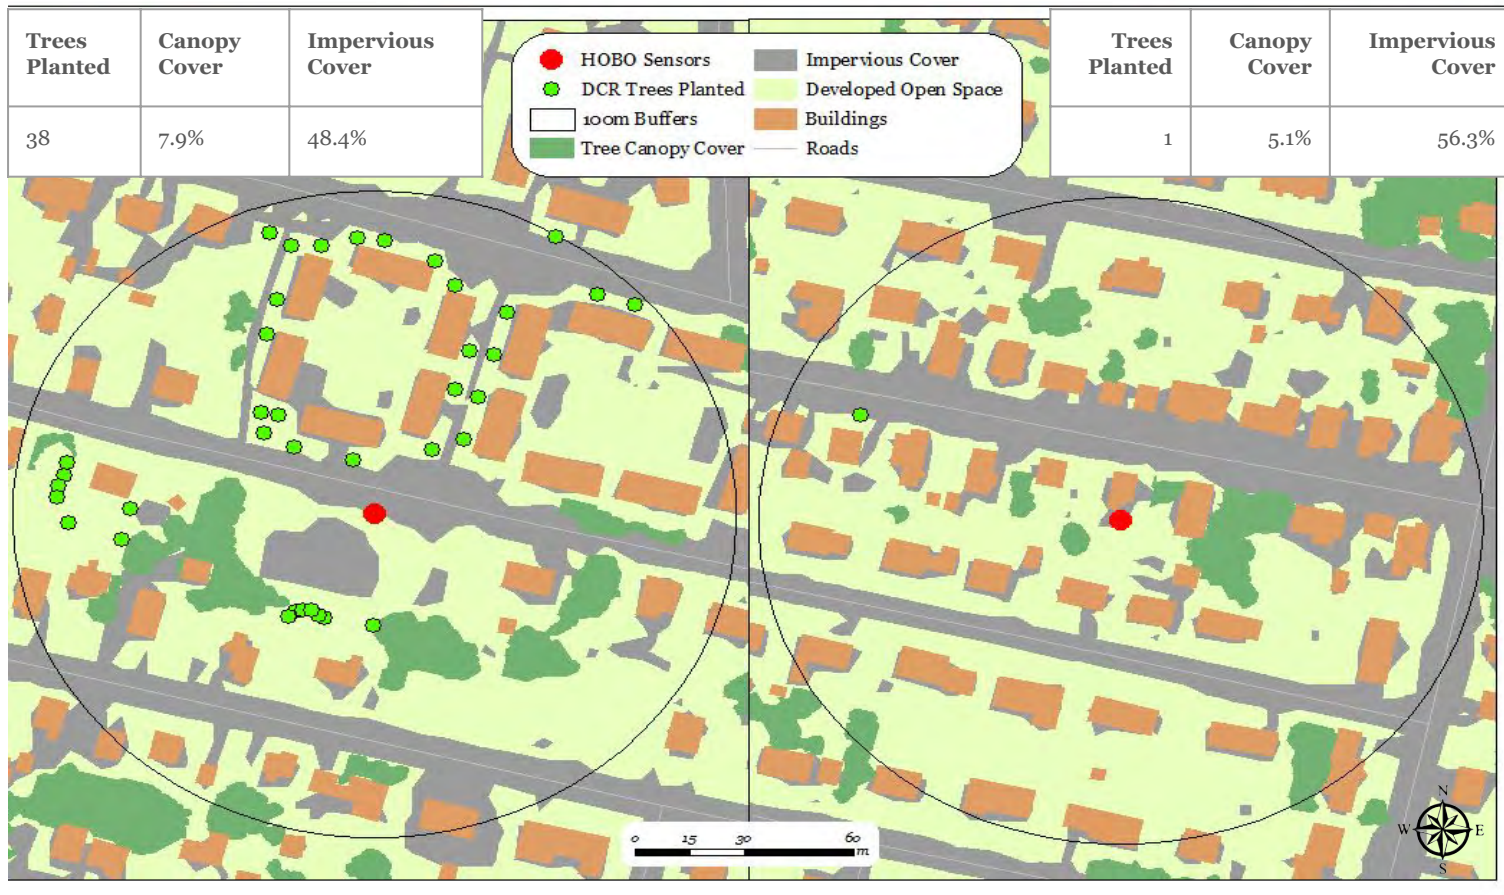 Trees Planted
Canopy Cover
Impervious Cover
38
7.9%
48.4%
HOBO Sensors
DCR Trees Planted
100m Buffers
Tree Canopy Cover
Impervious Cover
Developed Open Space
Buildings
Roads
Trees Planted
Canopy Cover
Impervious Cover
1
5.1%
56.3%
0 15 30 60
m
N
W E
S